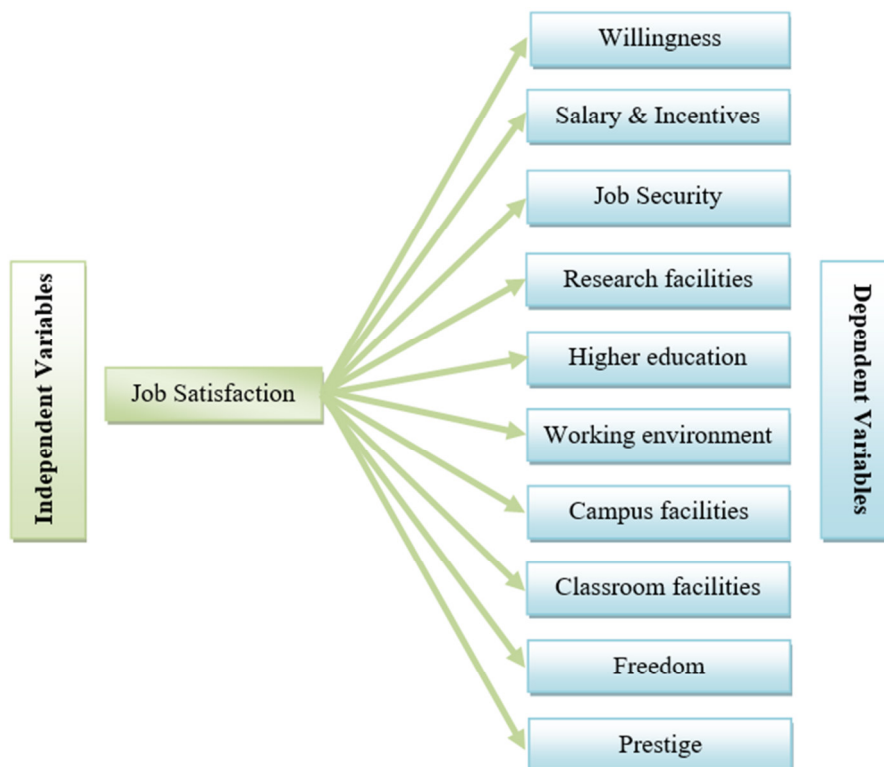 Independent Variables
Job Satisfaction
Willingness
Salary & Incentives
Job Security
Research facilities
Higher education
Working environment
Campus facilities
Classroom facilities
Freedom
Prestige
Dependent Variables